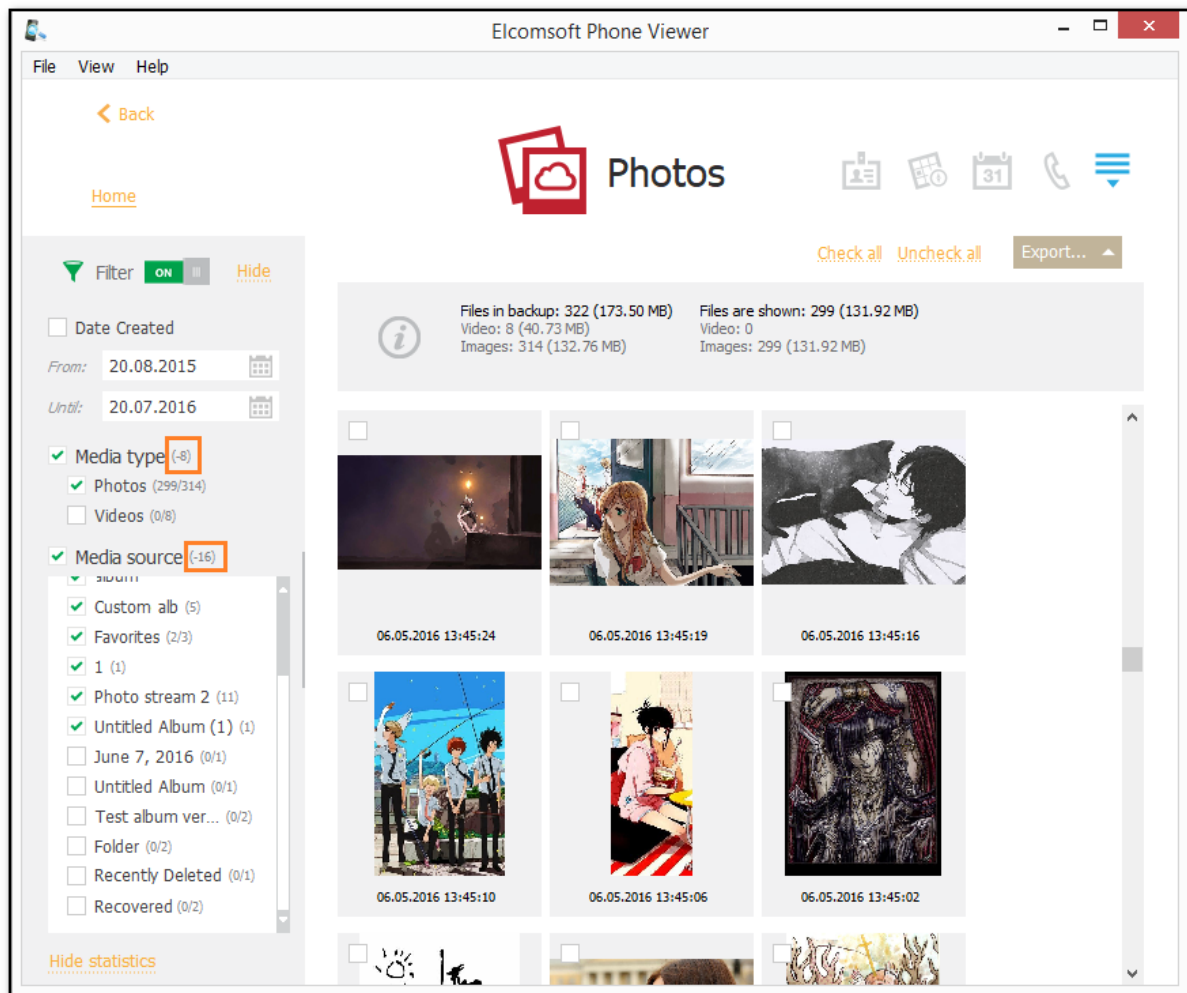 Elcomsoft Phone Viewer
File View Help
Back
Home
Photos
31
Filter ON Hide
Check all Uncheck all Export...
Files in backup: 322 (173.50 MB)
Video: 8 (40.73 MB)
Images: 314 (132.76 MB)
Files are shown: 299 (131.92 MB)
Video: 0
Images: 299 (131.92 MB)
Date Created
From: 20.08.2015
Until: 20.07.2016
Media type (-8)
Photos (299/314)
Videos (0/8)
Media source (-16)
album
Custom alb (5)
Favorites (2/3)
1 (1)
Photo stream 2 (11)
Untitled Album (1) (1)
June 7, 2016 (0/1)
Untitled Album (0/1)
Test album ver... (0/2)
Folder (0/2)
Recently Deleted (0/1)
Recovered (0/2)
Hide statistics
06.05.2016 13:45:24
06.05.2016 13:45:19
06.05.2016 13:45:16
06.05.2016 13:45:10
06.05.2016 13:45:06
06.05.2016 13:45:02